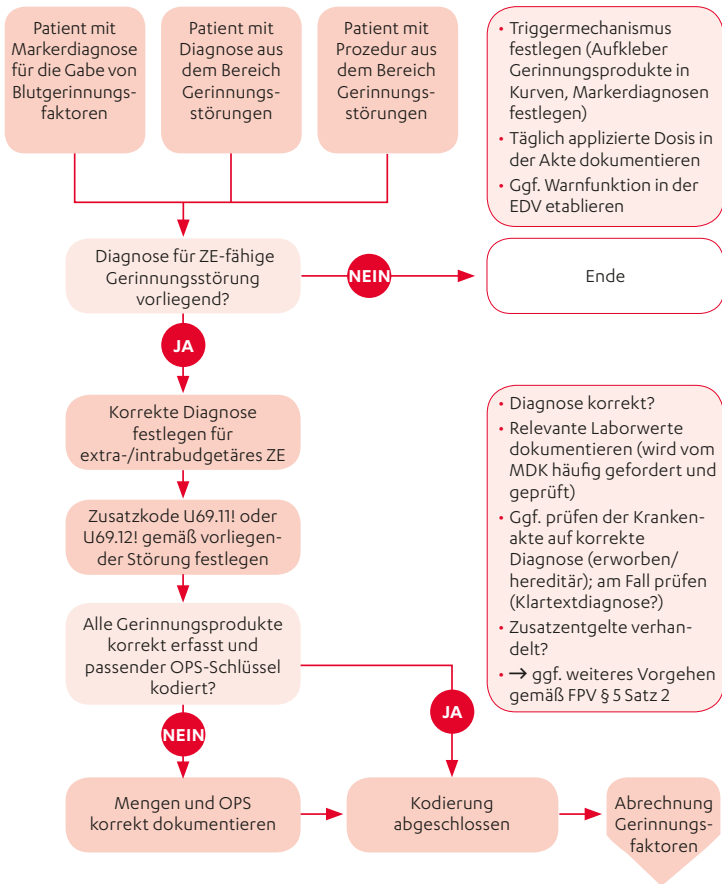 Patient mit
Markerdiagnose
für die Gabe von
Blutgerinnungs-
faktoren
Patient mit
Diagnose aus
dem Bereich
Gerinnungs-
störungen
Patient mit
Prozedur aus
dem Bereich
Gerinnungs-
störungen
• Triggermechanismus
festlegen (Aufkleber
Gerinnungsprodukte in
Kurven, Markerdiagnosen
festlegen)
• Täglich applizierte Dosis in
der Akte dokumentieren
• Ggf. Warnfunktion in der
EDV etablieren
Diagnose für ZE-fähige
Gerinnungsstörung
vorliegend?
NEIN
Ende
JA
Korrekte Diagnose
festlegen für
extra-/intrabudgetäres ZE
Zusatzkode U69.11! oder
U69.12! gemäß vorliegen-
der Störung festlegen
Alle Gerinnungsprodukte
korrekt erfasst und
passender OPS-Schlüssel
kodiert?
• Diagnose korrekt?
• Relevante Laborwerte
dokumentieren (wird vom
MDK häufig gefordert und
geprüft)
• Ggf. prüfen der Kranken-
akte auf korrekte
Diagnose (erworben/
hereditär); am Fall prüfen
(Klartextdiagnose?)
• Zusatzentgelte verhan-
delt?
• → ggf. weiteres Vorgehen
gemäß FPV § 5 Satz 2
JA
NEIN
Mengen und OPS
korrekt dokumentieren
Kodierung
abgeschlossen
Abrechnung
Gerinnungs-
faktoren